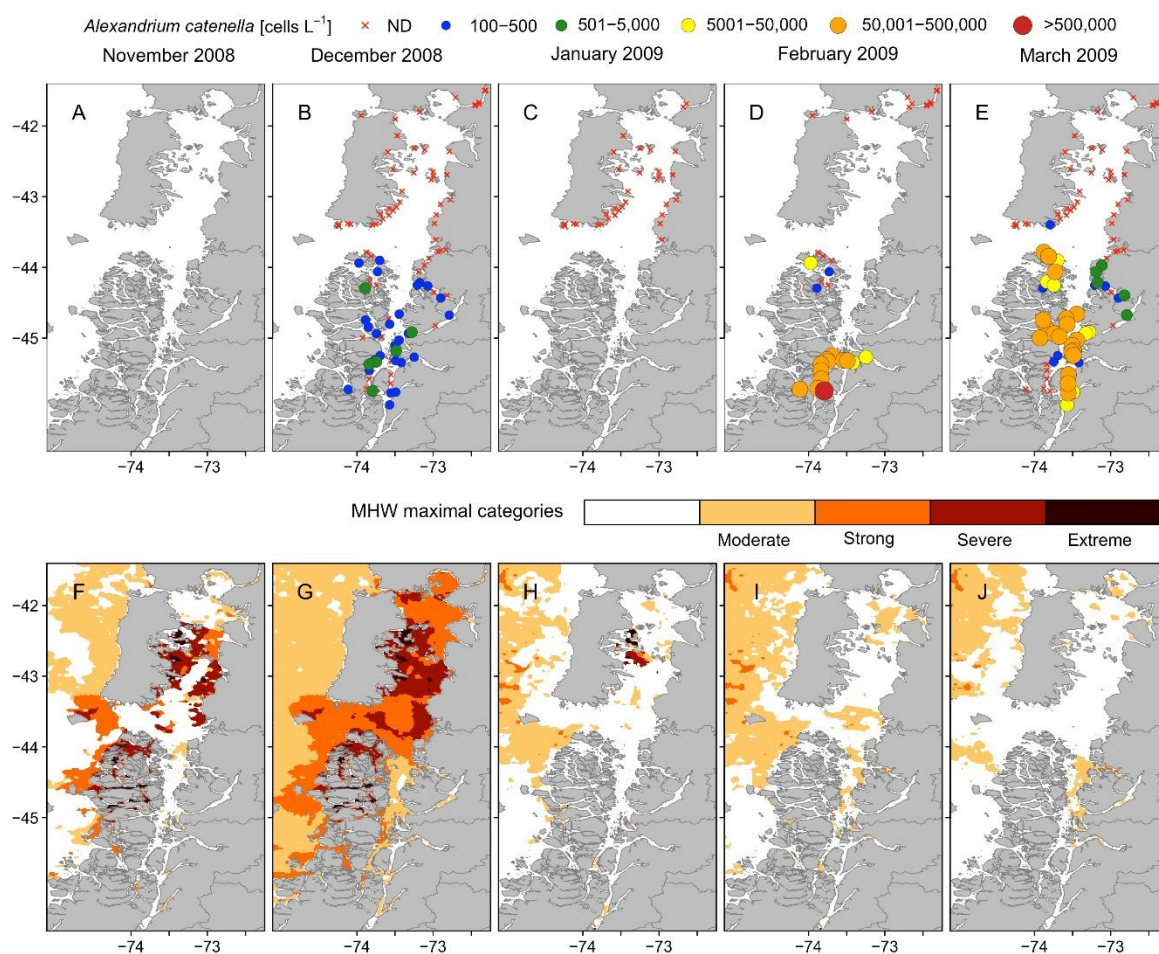 Alexandrium catenella [cells L⁻¹] × ND 100−500 501−5,000 5001−50,000 50,001−500,000 >500,000
November 2008 December 2008 January 2009 February 2009 March 2009
A B C D E
−42
−43
−44
−45
−74 −73 −74 −73 −74 −73 −74 −73 −74 −73
MHW maximal categories
Moderate Strong Severe Extreme
F G H I J
−42
−43
−44
−45
−74 −73 −74 −73 −74 −73 −74 −73 −74 −73